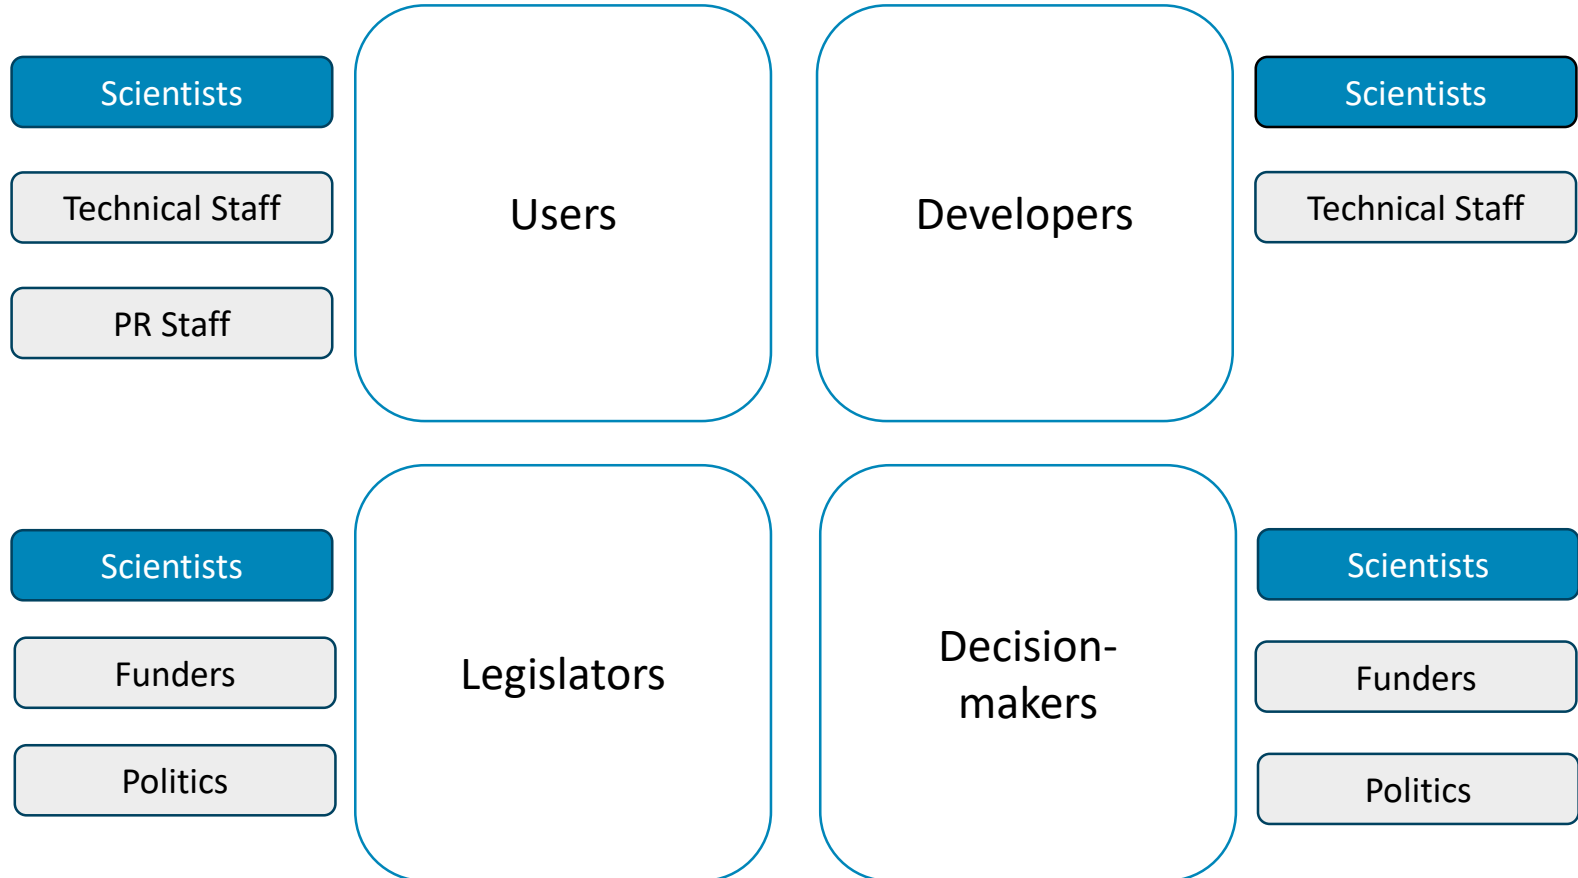 Scientists
Technical Staff
PR Staff
Users
Developers
Scientists
Technical Staff
Scientists
Funders
Politics
Legislators
Decision-
makers
Scientists
Funders
Politics